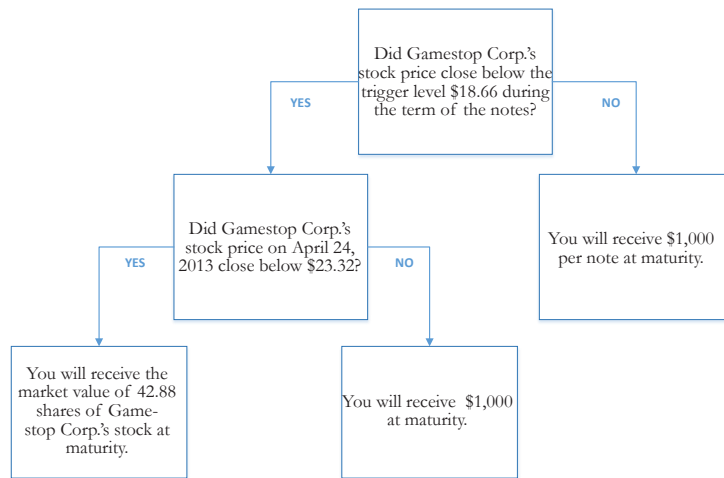 Did Gamestop Corp.'s
stock price close below the
trigger level $18.66 during
the term of the notes?
YES
NO
Did Gamestop Corp.'s
stock price on April 24,
2013 close below $23.32?
You will receive $1,000
per note at maturity.
YES
NO
You will receive the
market value of 42.88
shares of Game-
stop Corp.'s stock at
maturity.
You will receive $1,000
at maturity.